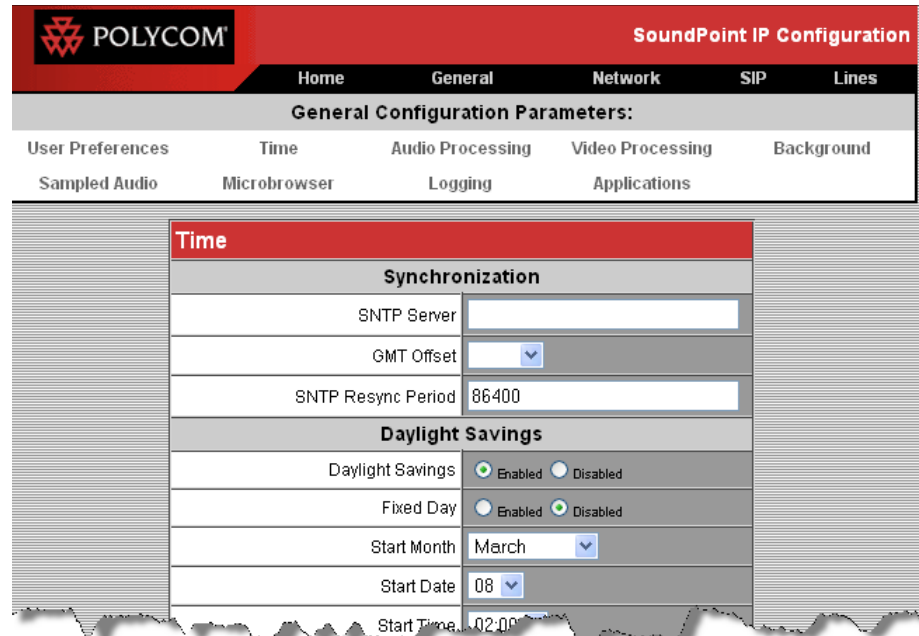 POLYCOM
SoundPoint IP Configuration
Home General Network SIP Lines
General Configuration Parameters:
User Preferences Time Audio Processing Video Processing Background
Sampled Audio Microbrowser Logging Applications
Time
Synchronization
SNTP Server
GMT Offset
SNTP Resync Period 86400
Daylight Savings
Daylight Savings Enabled Disabled
Fixed Day Enabled Disabled
Start Month March
Start Date 08
Start Time